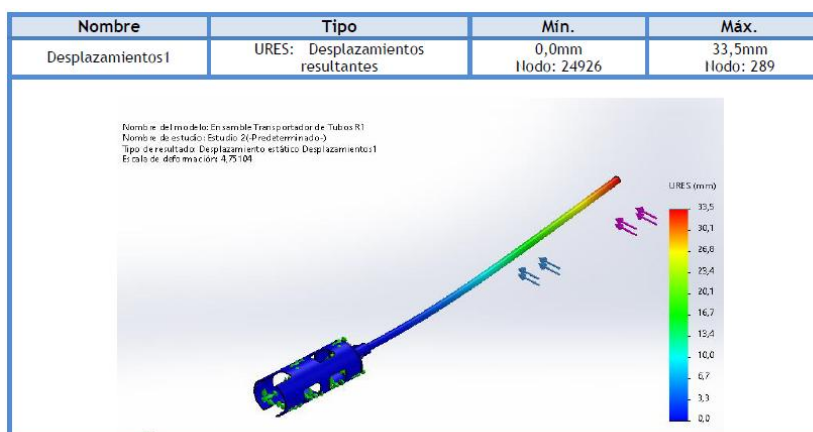 Nombre Tipo Mín. Máx.
Desplazamientos1 URES: Desplazamientos resultantes 0,0mm Nodo: 24926 33,5mm Nodo: 289
Nombre del modelo: Ensamble Transportador de Tubos R1
Nombre de estudio: Estudio 2(-Predeterminado-)
Tipo de resultado: Desplazamiento estático Desplazamientos1
Escala de deformación: 4,75104
URES (mm)
33,5
30,1
26,8
23,4
20,1
16,7
13,4
10,0
6,7
3,3
0,0